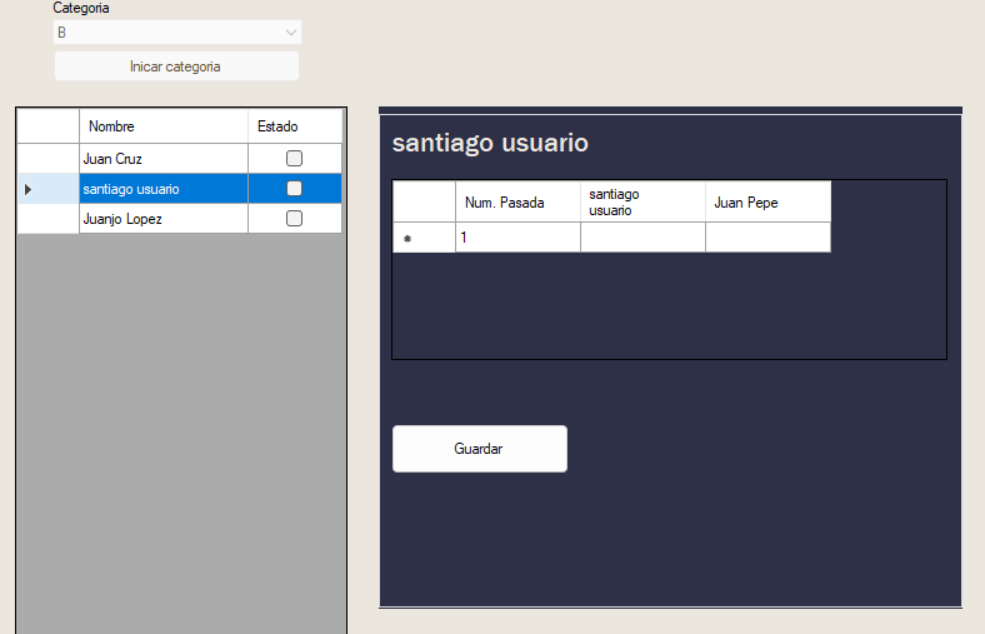 Categoria
B
Inicar categoria
Nombre Estado
Juan Cruz
santiago usuario
Juanjo Lopez
santiago usuario
Num. Pasada santiago usuario Juan Pepe
1
Guardar